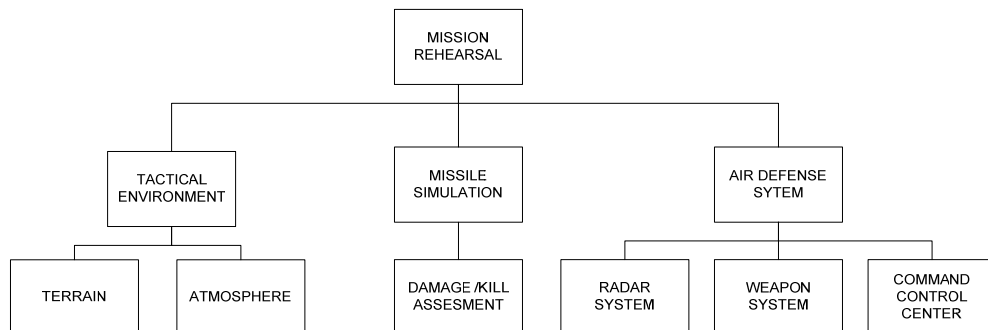 MISSION
REHEARSAL
TACTICAL
ENVIRONMENT
MISSILE
SIMULATION
AIR DEFENSE
SYTEM
TERRAIN
ATMOSPHERE
DAMAGE /KILL
ASSESMENT
RADAR
SYSTEM
WEAPON
SYSTEM
COMMAND
CONTROL
CENTER